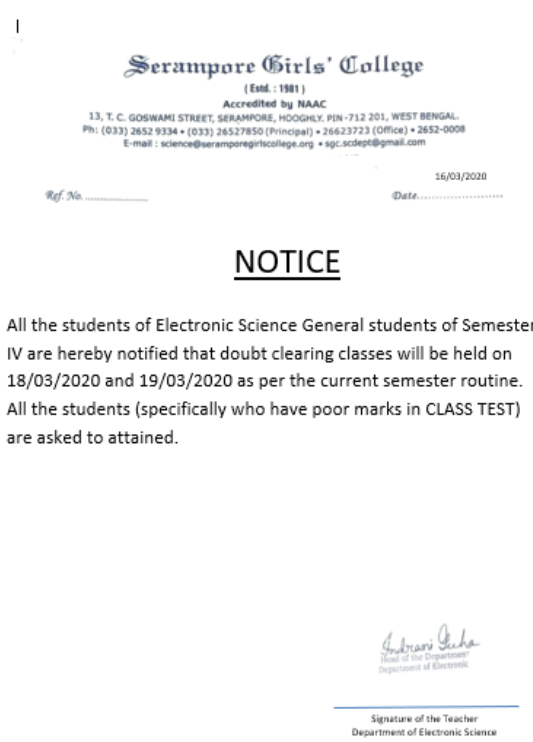 Serampore Girls' College
( Estd. : 1981 )
Accredited by NAAC
13, T. C. GOSWAMI STREET, SERAMPORE, HOOGHLY. PIN -712 201, WEST BENGAL.
Ph: (033) 2652 9334 • (033) 26527850 (Principal) • 26623723 (Office) • 2652-0008
E-mail : science@seramporegirlscollege.org • sgc.scdept@gmail.com
16/03/2020
Ref. No. ....................
Date..........................
NOTICE
All the students of Electronic Science General students of Semester
IV are hereby notified that doubt clearing classes will be held on
18/03/2020 and 19/03/2020 as per the current semester routine.
All the students (specifically who have poor marks in CLASS TEST)
are asked to attained.
Indrani Guha
Head of the Department
Department of Electronic
Signature of the Teacher
Department of Electronic Science